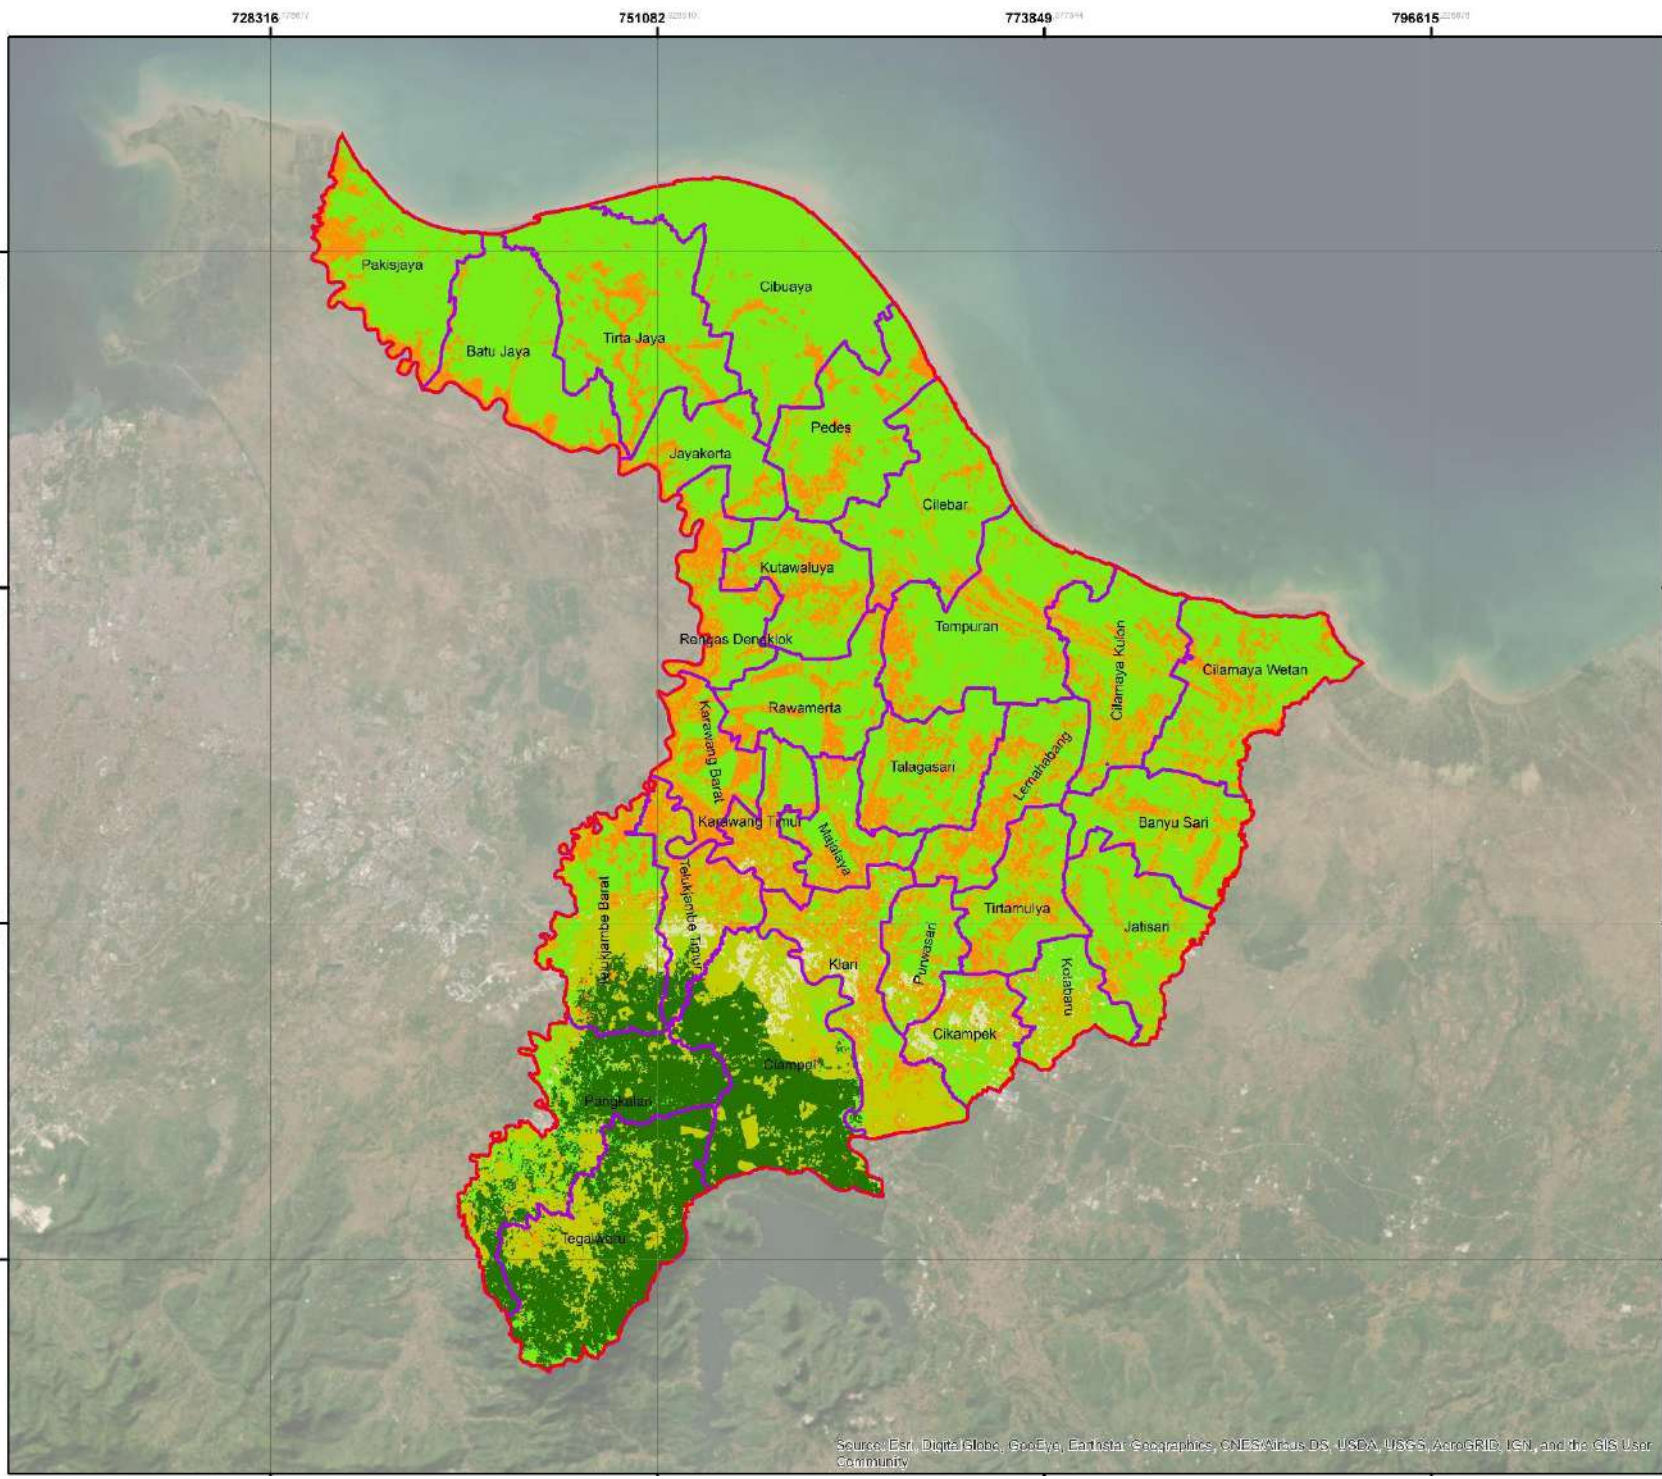 728316 751082 773849 796615
Pakisjaya
Cibuaya
Tirta Jaya
Batu Jaya
Pedes
Jayakerta
Cilebar
Kutawaluya
Tempuran
Rengas Dengklok
Cilamaya Kulon
Cilamaya Wetan
Rawamerta
Karawang Barat
Talagasari
Lemahabang
Karawang Timur
Majalaya
Banyu Sari
Telukjambe Barat
Telukjambe Timur
Tirtamulya
Jatisari
Purwasari
Klari
Kotabaru
Cikampek
Ciampel
Pangkalan
Tegalwaru
Source: Esri, DigitalGlobe, GeoEye, Earthstar Geographics, CNES/Airbus DS, USDA, USGS, AeroGRID, IGN, and the GIS User
Community